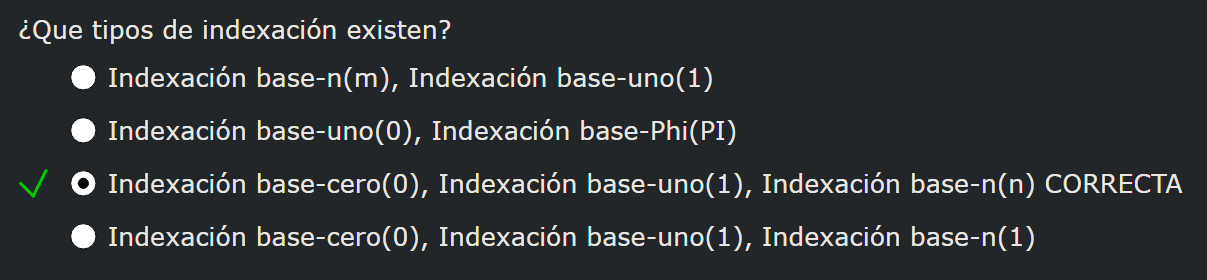 ¿Que tipos de indexación existen?
Indexación base-n(m), Indexación base-uno(1)
Indexación base-uno(0), Indexación base-Phi(PI)
Indexación base-cero(0), Indexación base-uno(1), Indexación base-n(n) CORRECTA
Indexación base-cero(0), Indexación base-uno(1), Indexación base-n(1)